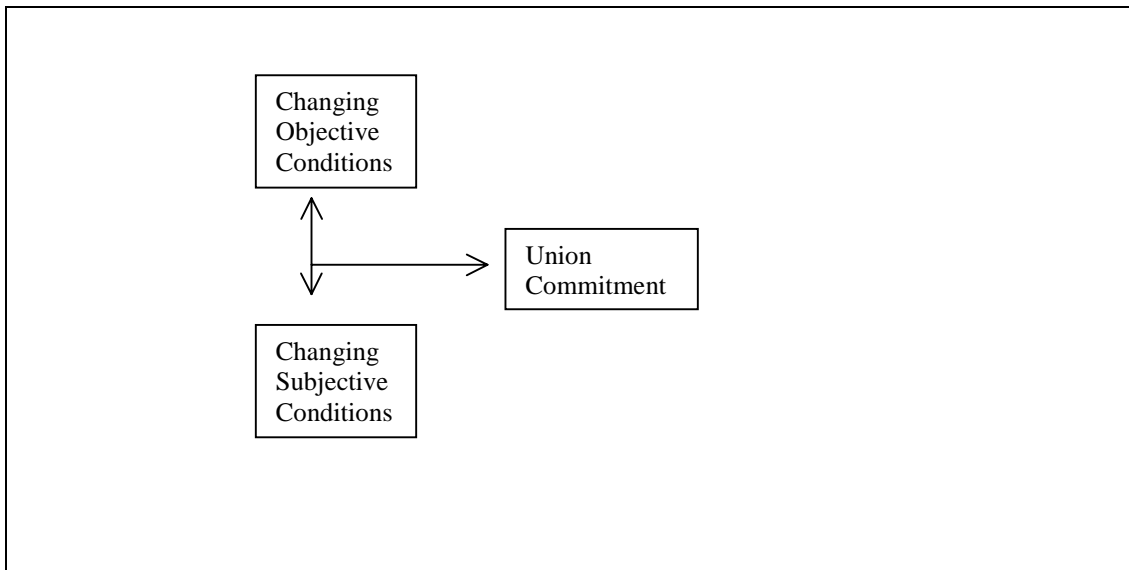 Changing
Objective
Conditions
Union
Commitment
Changing
Subjective
Conditions